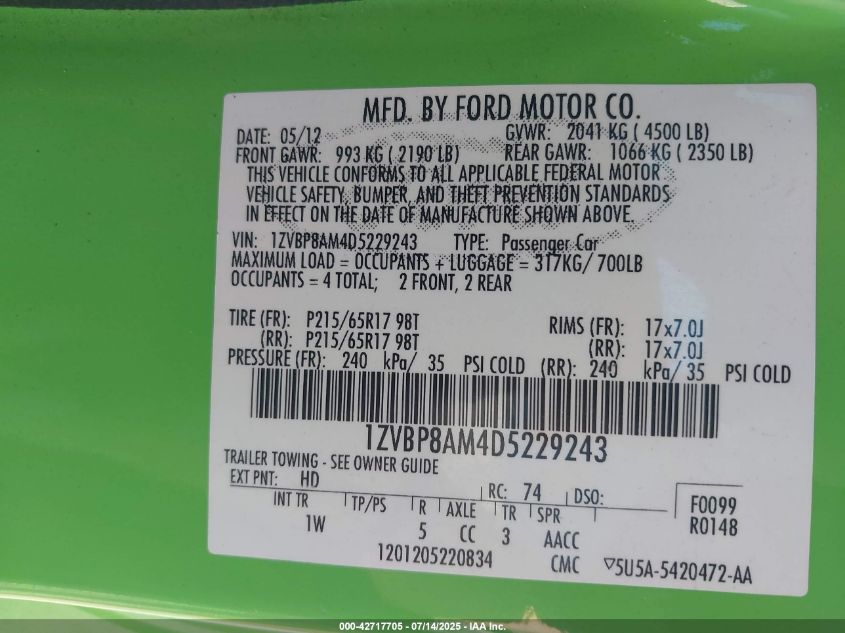 MFD. BY FORD MOTOR CO.
DATE: 05/12 GVWR: 2041 KG ( 4500 LB)
FRONT GAWR: 993 KG ( 2190 LB) REAR GAWR: 1066 KG ( 2350 LB)
THIS VEHICLE CONFORMS TO ALL APPLICABLE FEDERAL MOTOR
VEHICLE SAFETY, BUMPER, AND THEFT PREVENTION STANDARDS
IN EFFECT ON THE DATE OF MANUFACTURE SHOWN ABOVE.
VIN: 1ZVBP8AM4D5229243 TYPE: Passenger Car
MAXIMUM LOAD = OCCUPANTS + LUGGAGE = 317KG/ 700LB
OCCUPANTS = 4 TOTAL; 2 FRONT, 2 REAR
TIRE (FR): P215/65R17 98T RIMS (FR): 17x7.0J
(RR): P215/65R17 98T (RR): 17x7.0J
PRESSURE (FR): 240 kPa/ 35 PSI COLD (RR): 240 kPa/ 35 PSI COLD
1ZVBP8AM4D5229243
TRAILER TOWING - SEE OWNER GUIDE
EXT PNT: HD RC: 74 DSO: F0099
INT TR TP/PS R AXLE TR SPR R0148
1W 5 CC 3 AACC
1201205220834 CMC ▽5U5A-5420472-AA
000-42717705 - 07/14/2025 - IAA Inc.